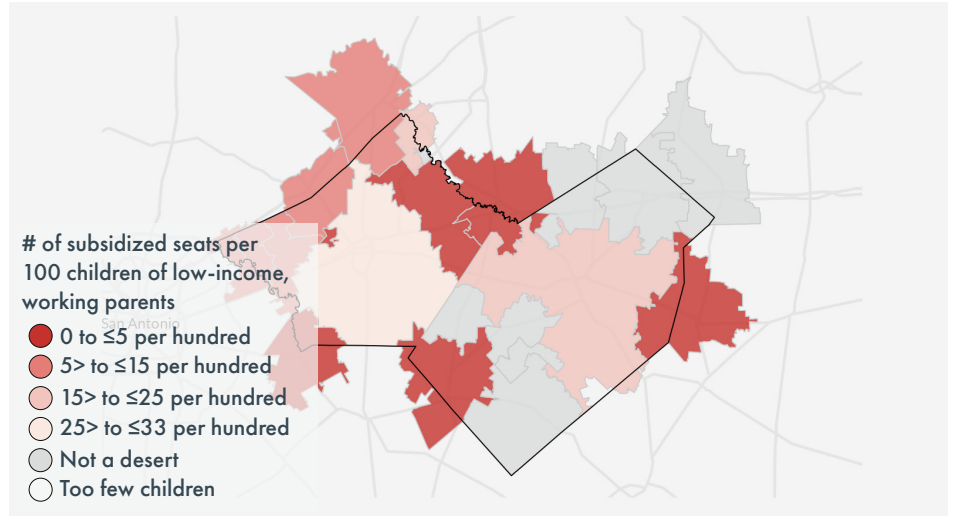 # of subsidized seats per
100 children of low-income,
working parents
San Antonio
0 to ≤5 per hundred
5> to ≤15 per hundred
15> to ≤25 per hundred
25> to ≤33 per hundred
Not a desert
Too few children